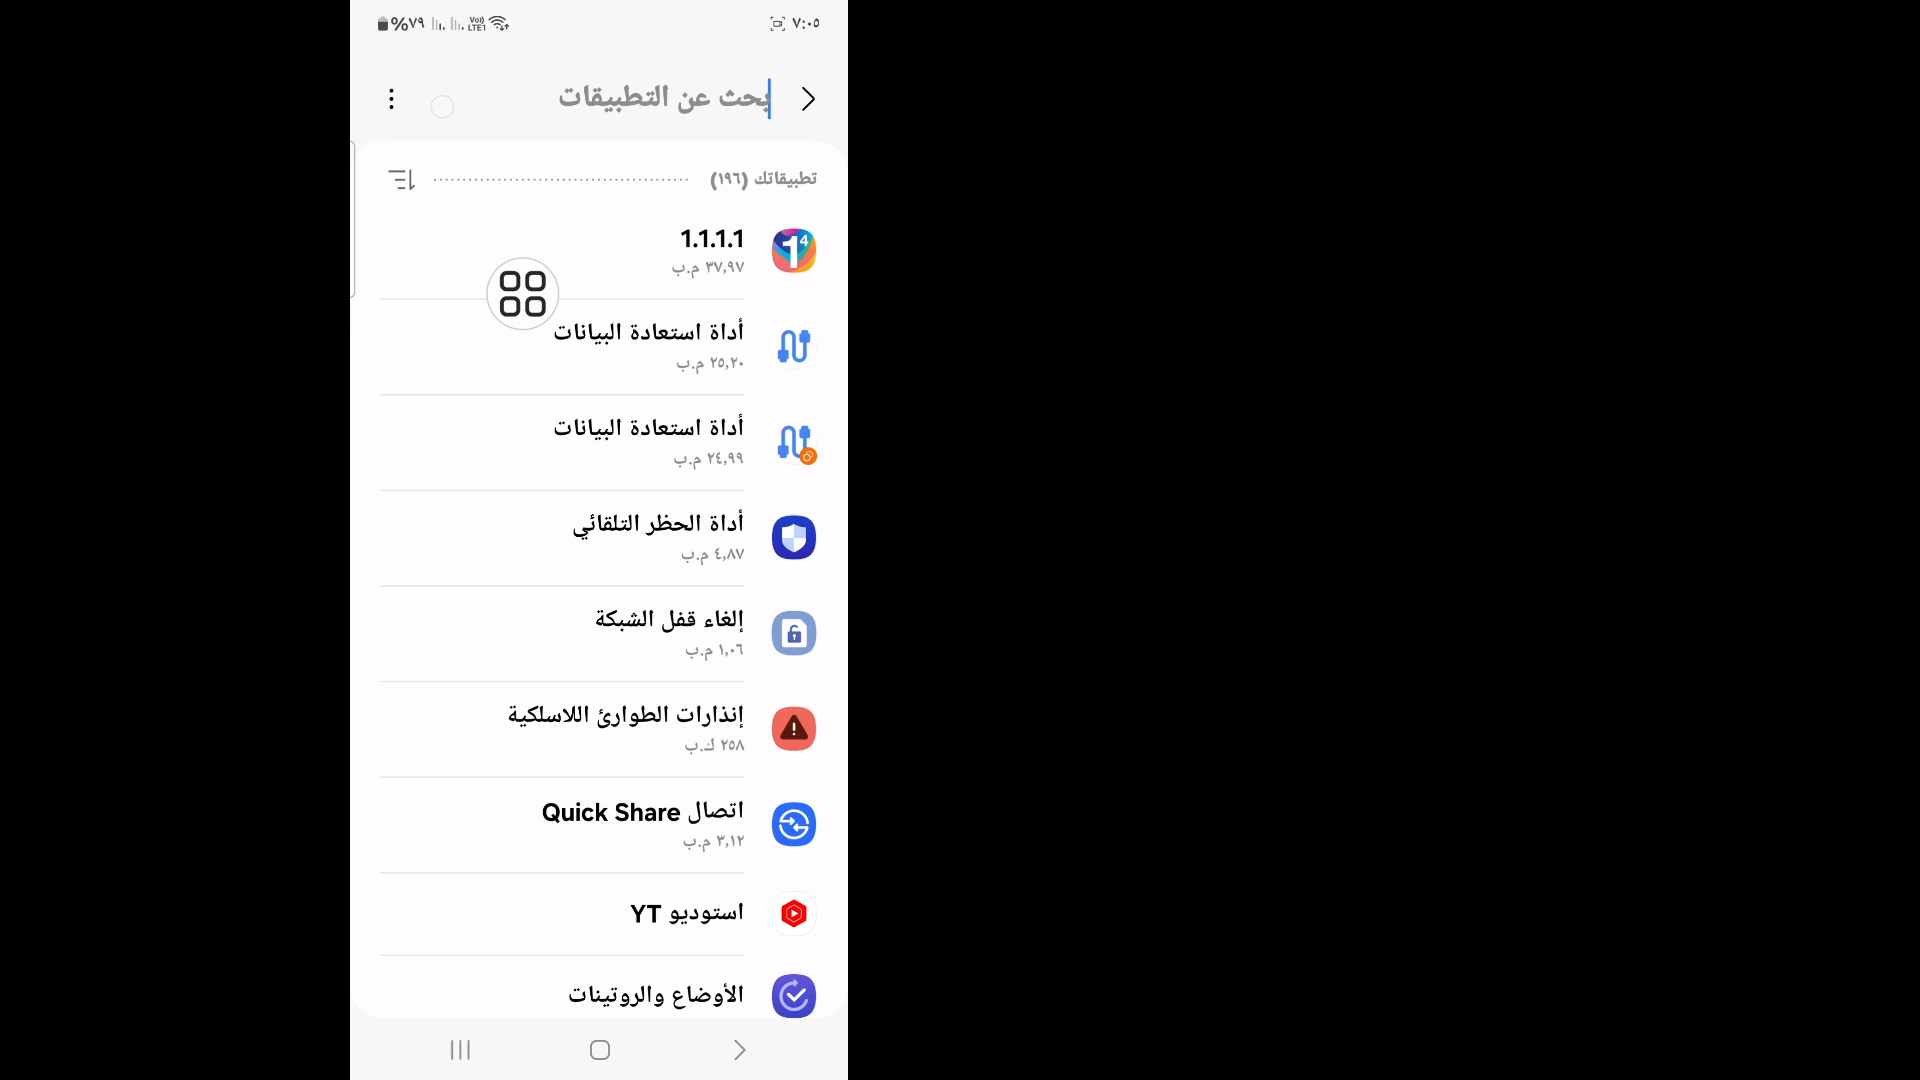 ٧:٠٥
٧٩%
Vo)) LTE1
بحث عن التطبيقات
تطبيقاتك (١٩٦)
1.1.1.1
٣٧,٩٧ م.ب
أداة استعادة البيانات
٢٥,٢٠ م.ب
أداة استعادة البيانات
٢٤,٩٩ م.ب
أداة الحظر التلقائي
٤,٨٧ م.ب
إلغاء قفل الشبكة
١,٠٦ م.ب
إنذارات الطوارئ اللاسلكية
٢٥٨ ك.ب
اتصال Quick Share
٣,١٢ م.ب
استوديو YT
الأوضاع والروتينات